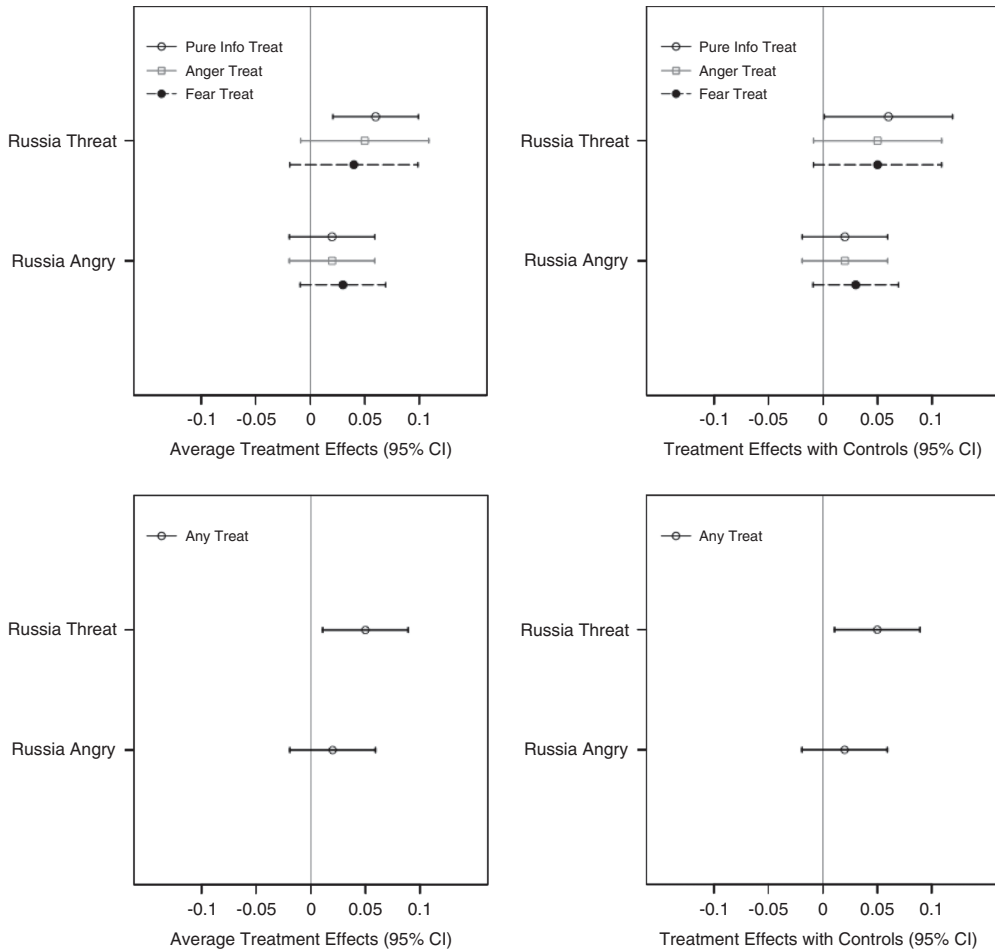 Pure Info Treat
Anger Treat
Fear Treat
Russia Threat
Russia Angry
-0.1 -0.05 0 0.05 0.1
Average Treatment Effects (95% CI)
Pure Info Treat
Anger Treat
Fear Treat
Russia Threat
Russia Angry
-0.1 -0.05 0 0.05 0.1
Treatment Effects with Controls (95% CI)
Any Treat
Russia Threat
Russia Angry
-0.1 -0.05 0 0.05 0.1
Average Treatment Effects (95% CI)
Any Treat
Russia Threat
Russia Angry
-0.1 -0.05 0 0.05 0.1
Treatment Effects with Controls (95% CI)